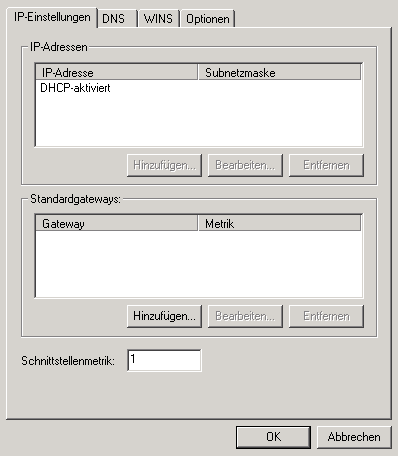 IP-Einstellungen DNS WINS Optionen
IP-Adressen
IP-Adresse Subnetzmaske
DHCP-aktiviert
Hinzufügen... Bearbeiten... Entfernen
Standardgateways:
Gateway Metrik
Hinzufügen... Bearbeiten... Entfernen
Schnittstellenmetrik: 1
OK Abbrechen